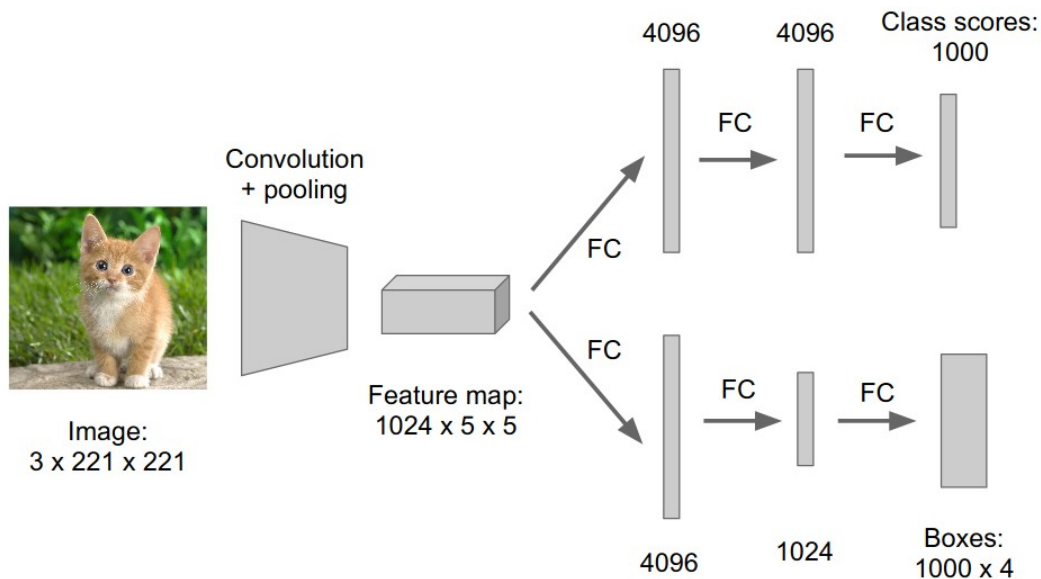 4096
4096
Class scores:
1000
FC
FC
Convolution
+ pooling
FC
FC
Feature map:
1024 x 5 x 5
FC
FC
Image:
3 x 221 x 221
4096
1024
Boxes:
1000 x 4